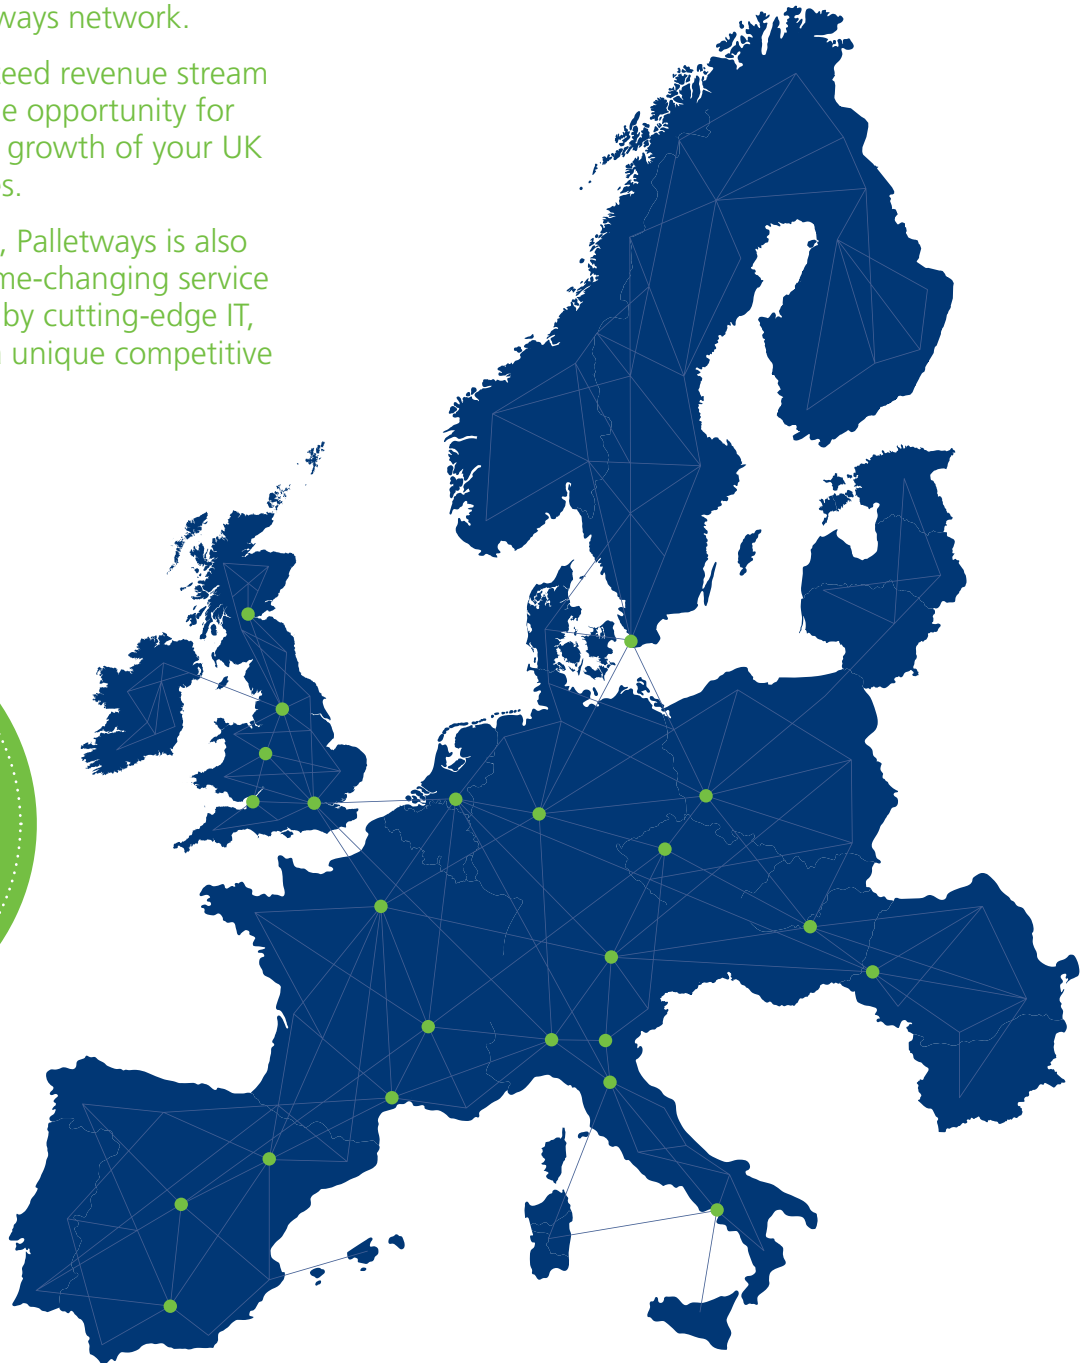 ways network.
eed revenue stream
e opportunity for
growth of your UK
s.
, Palletways is also
me-changing service
by cutting-edge IT,
unique competitive